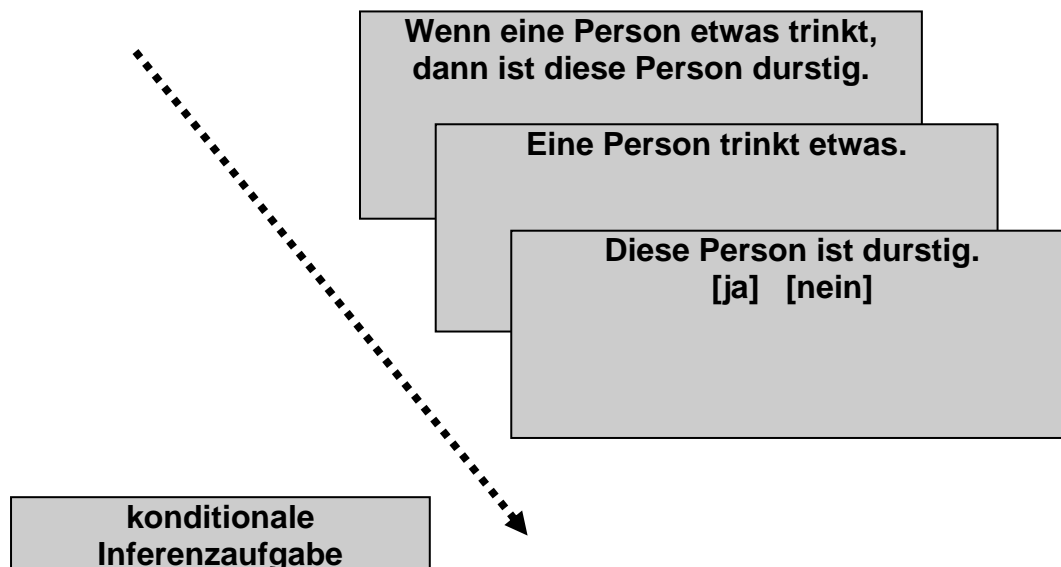 Wenn eine Person etwas trinkt,
dann ist diese Person durstig.
Eine Person trinkt etwas.
Diese Person ist durstig.
[ja] [nein]
konditionale
Inferenzaufgabe